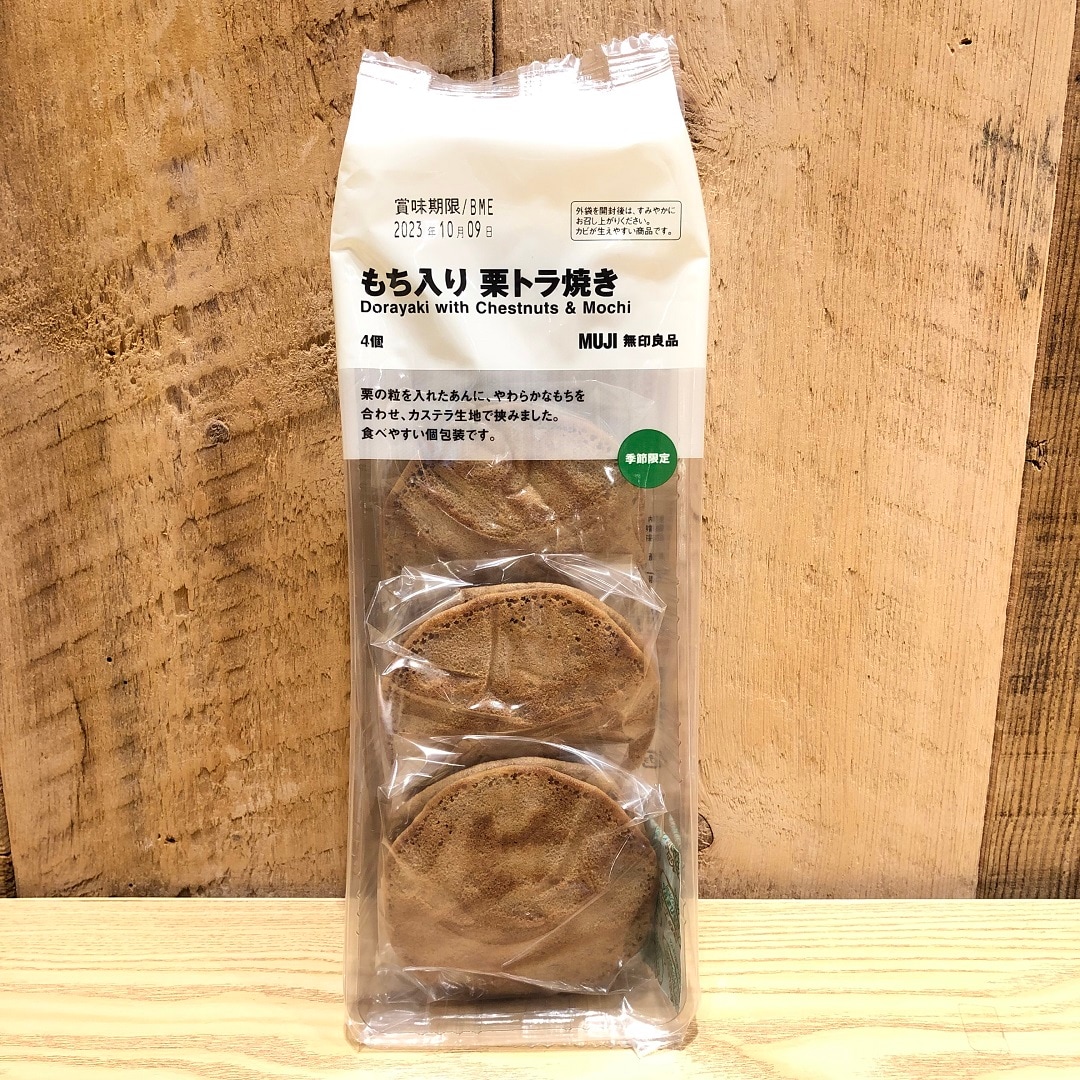 賞味期限/BME
2023年10月09日
外袋を開封後は、すみやかに
お召し上がりください。
カビが生えやすい商品です。
もち入り 栗トラ焼き
Dorayaki with Chestnuts & Mochi
4個
MUJI 無印良品
栗の粒を入れたあんに、やわらかなもちを
合わせ、カステラ生地で挟みました。
食べやすい個包装です。
季節限定